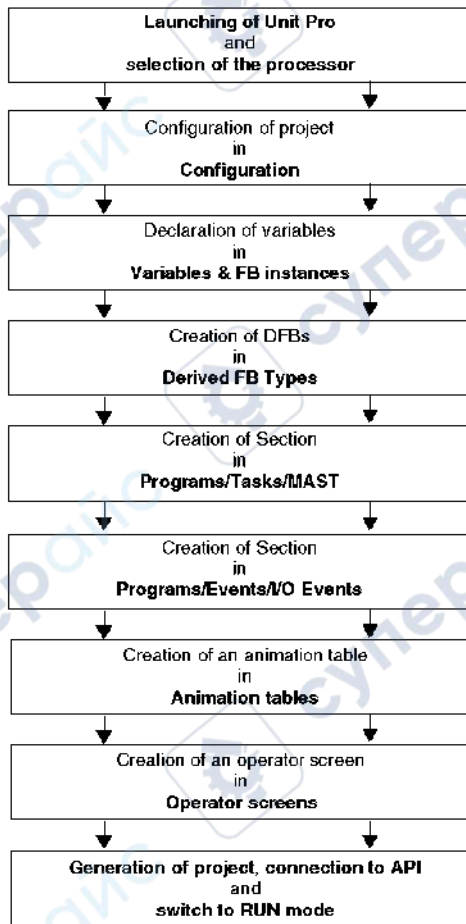 Launching of Unit Pro
and
selection of the processor
Configuration of project
in
Configuration
Declaration of variables
in
Variables & FB instances
Creation of DFBs
in
Derived FB Types
Creation of Section
in
Programs/Tasks/MAST
Creation of Section
in
Programs/Events/I/O Events
Creation of an animation table
in
Animation tables
Creation of an operator screen
in
Operator screens
Generation of project, connection to API
and
switch to RUN mode
суперайс